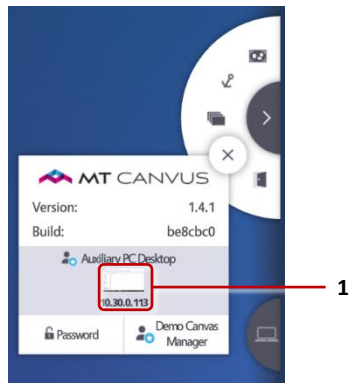 MT CANVUS
Version: 1.4.1
Build: be8cbc0
Auxiliary PC Desktop
10.30.0.113
1
Password
Demo Canvas
Manager